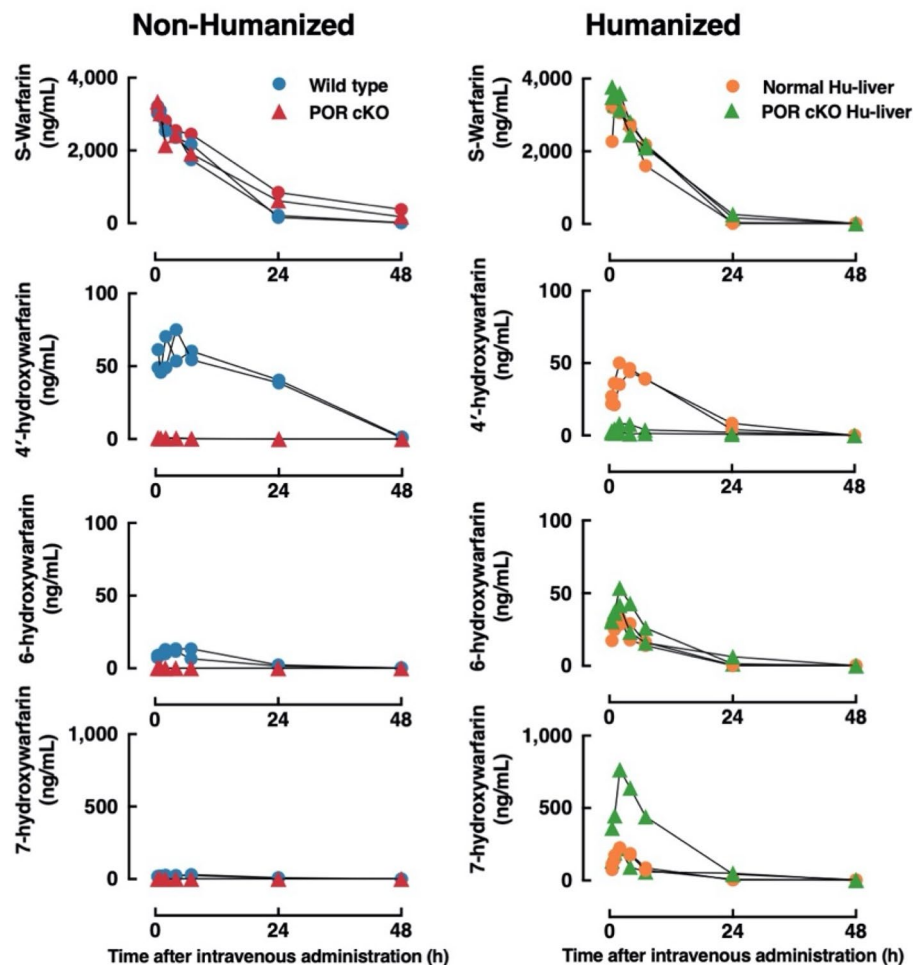 Non-Humanized
Humanized
S-Warfarin
(ng/mL)
4,000
2,000
0
Wild type
POR cKO
0 24 48
S-Warfarin
(ng/mL)
4,000
2,000
0
Normal Hu-liver
POR cKO Hu-liver
0 24 48
4′-hydroxywarfarin
(ng/mL)
100
50
0
0 24 48
4′-hydroxywarfarin
(ng/mL)
100
50
0
0 24 48
6-hydroxywarfarin
(ng/mL)
100
50
0
0 24 48
6-hydroxywarfarin
(ng/mL)
100
50
0
0 24 48
7-hydroxywarfarin
(ng/mL)
1,000
500
0
0 24 48
Time after intravenous administration (h)
7-hydroxywarfarin
(ng/mL)
1,000
500
0
0 24 48
Time after intravenous administration (h)